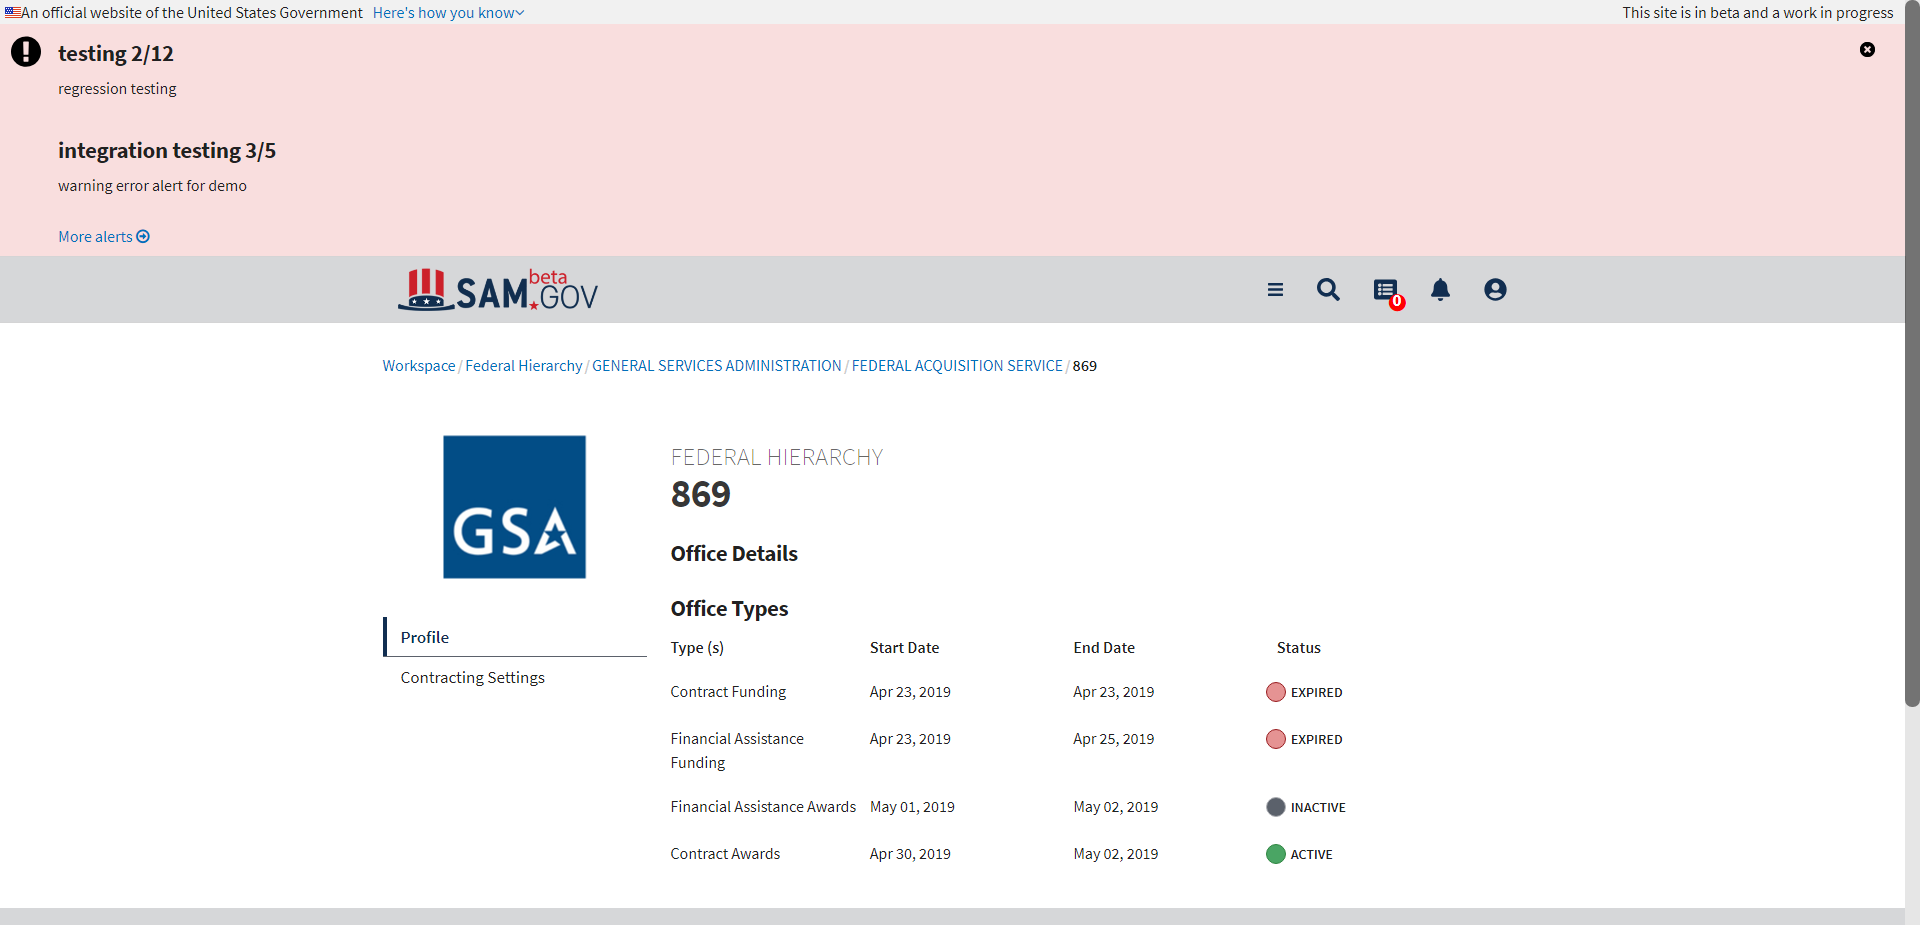 An official website of the United States Government Here's how you know
This site is in beta and a work in progress
testing 2/12
regression testing
integration testing 3/5
warning error alert for demo
More alerts
SAM beta .GOV
0
Workspace / Federal Hierarchy / GENERAL SERVICES ADMINISTRATION / FEDERAL ACQUISITION SERVICE / 869
GSA
Profile
Contracting Settings
FEDERAL HIERARCHY
869
Office Details
Office Types
Type (s) Start Date End Date Status
Contract Funding Apr 23, 2019 Apr 23, 2019 EXPIRED
Financial Assistance Apr 23, 2019 Apr 25, 2019 EXPIRED
Funding
Financial Assistance Awards May 01, 2019 May 02, 2019 INACTIVE
Contract Awards Apr 30, 2019 May 02, 2019 ACTIVE